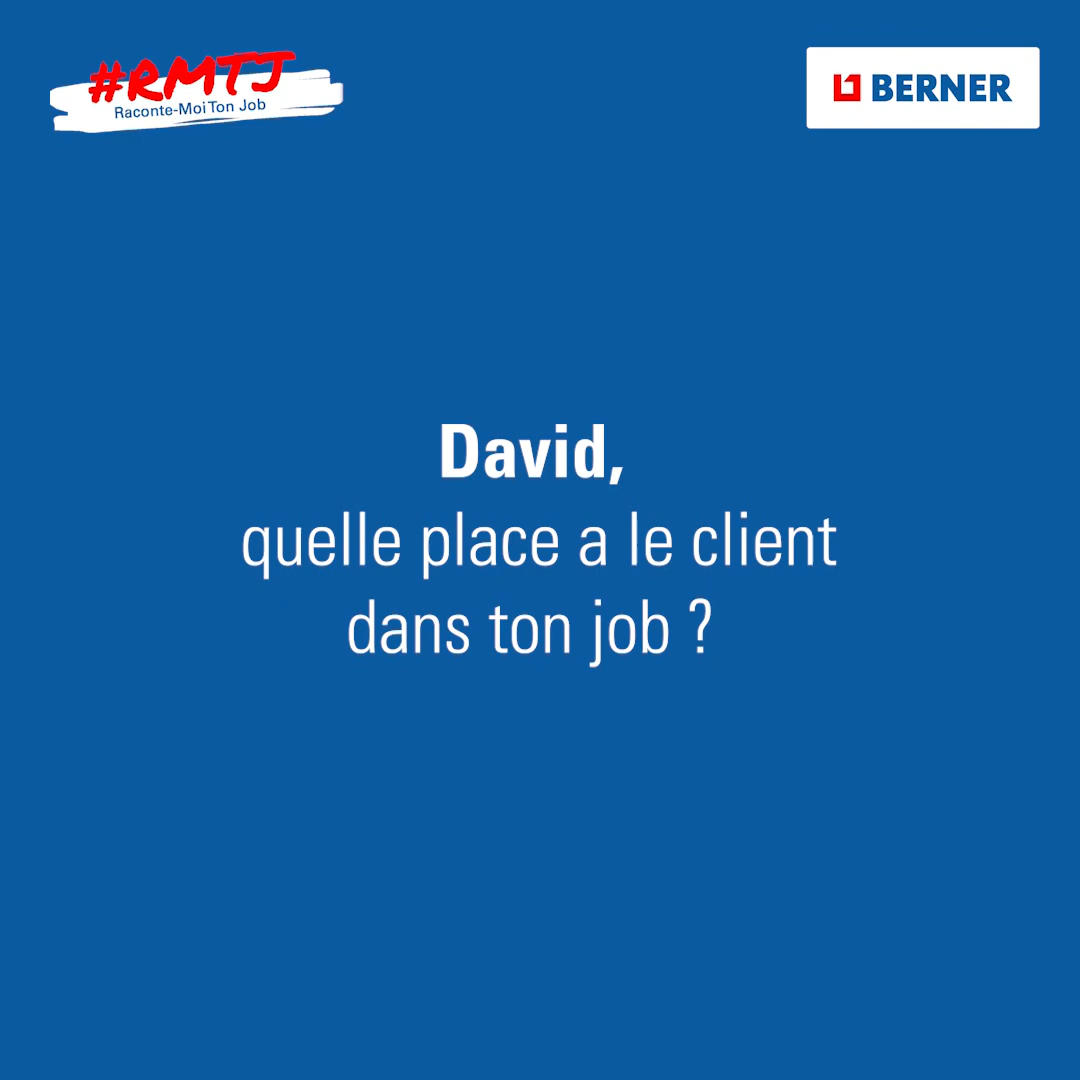 #RMTJ
Raconte-Moi Ton Job
BERNER
David,
quelle place a le client
dans ton job ?